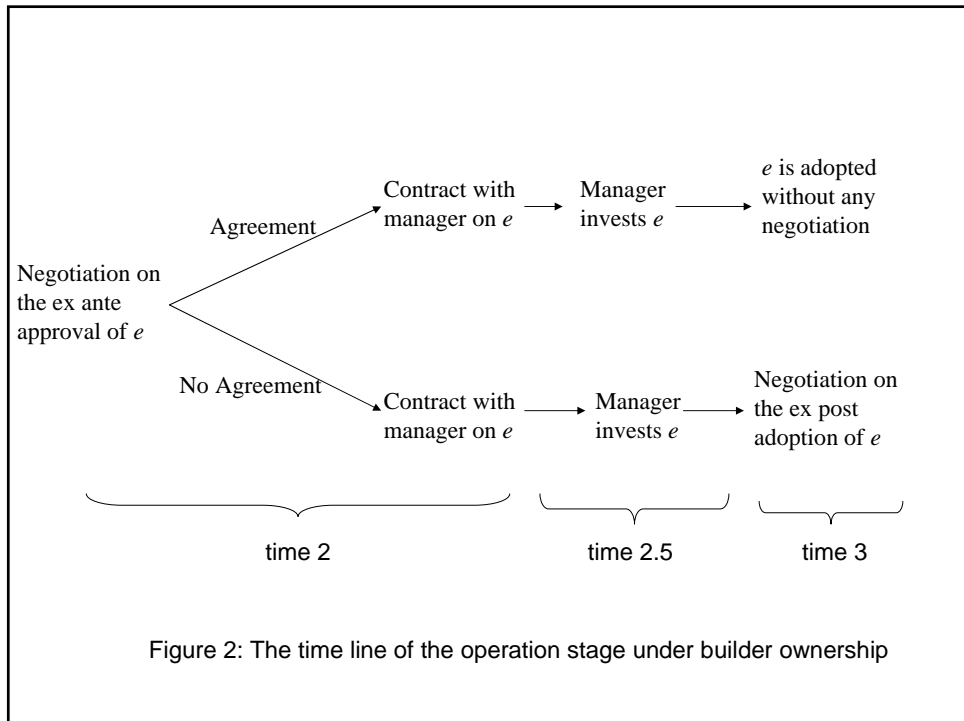 Negotiation on
the ex ante
approval of e
Agreement
No Agreement
Contract with
manager on e
Manager
invests e
e is adopted
without any
negotiation
Contract with
manager on e
Manager
invests e
Negotiation on
the ex post
adoption of e
time 2
time 2.5
time 3
Figure 2: The time line of the operation stage under builder ownership